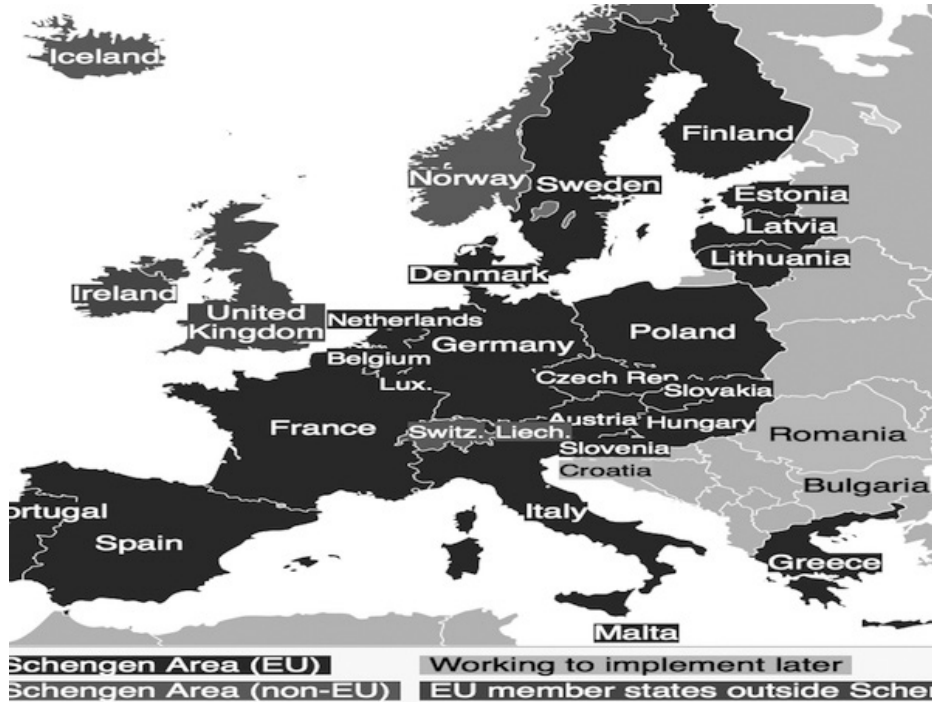 Iceland
Finland
Norway
Sweden
Estonia
Latvia
Lithuania
Denmark
Ireland
United
Kingdom
Netherlands
Germany
Poland
Belgium
Lux.
Czech Rep
Slovakia
France
Switz.
Liech.
Austria
Hungary
Slovenia
Croatia
Romania
Bulgaria
ortugal
Spain
Italy
Greece
Malta
Schengen Area (EU)
Working to implement later
Schengen Area (non-EU)
EU member states outside Schen